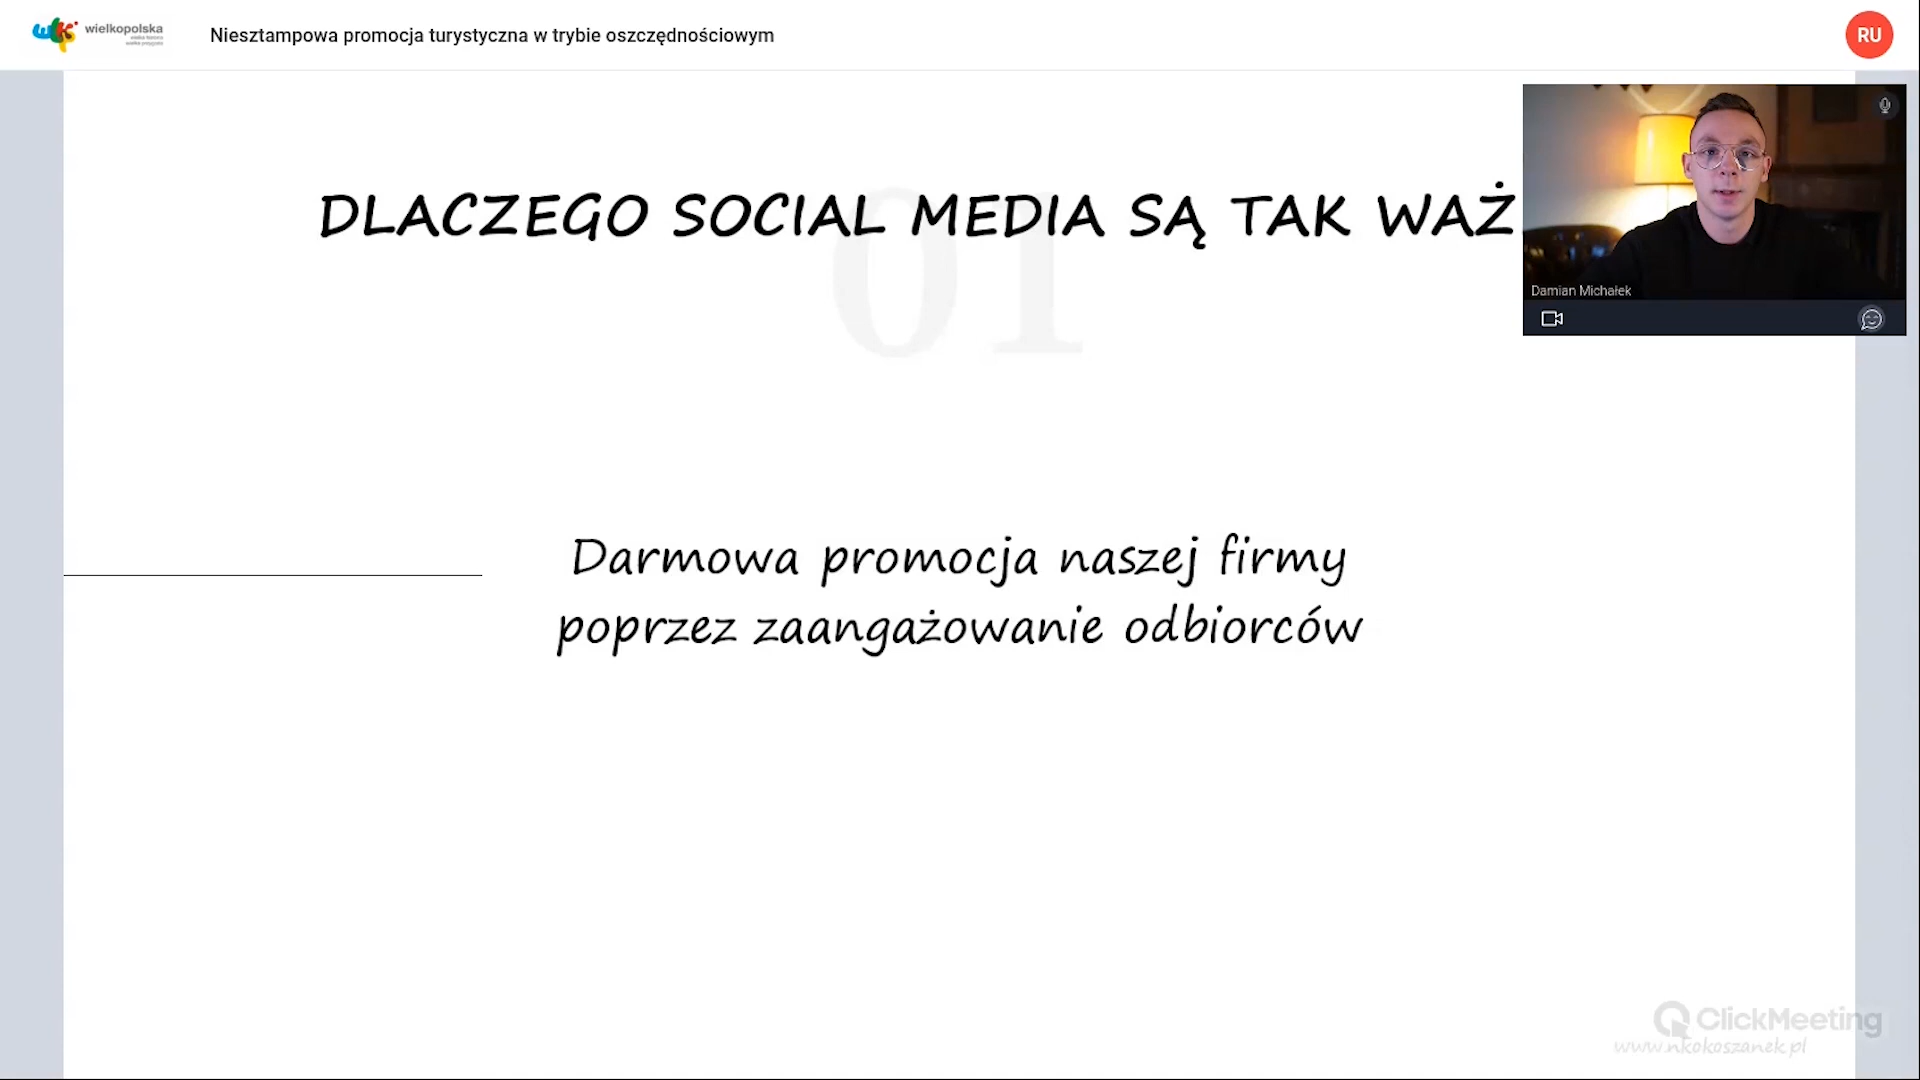 wielkopolska
Niesztampowa promocja turystyczna w trybie oszczędnościowym
RU
01
DLACZEGO SOCIAL MEDIA SĄ TAK WAŻ
Damian Michałek
Darmowa promocja naszej firmy
poprzez zaangażowanie odbiorców
ClickMeeting
www.nkokoszanek.pl